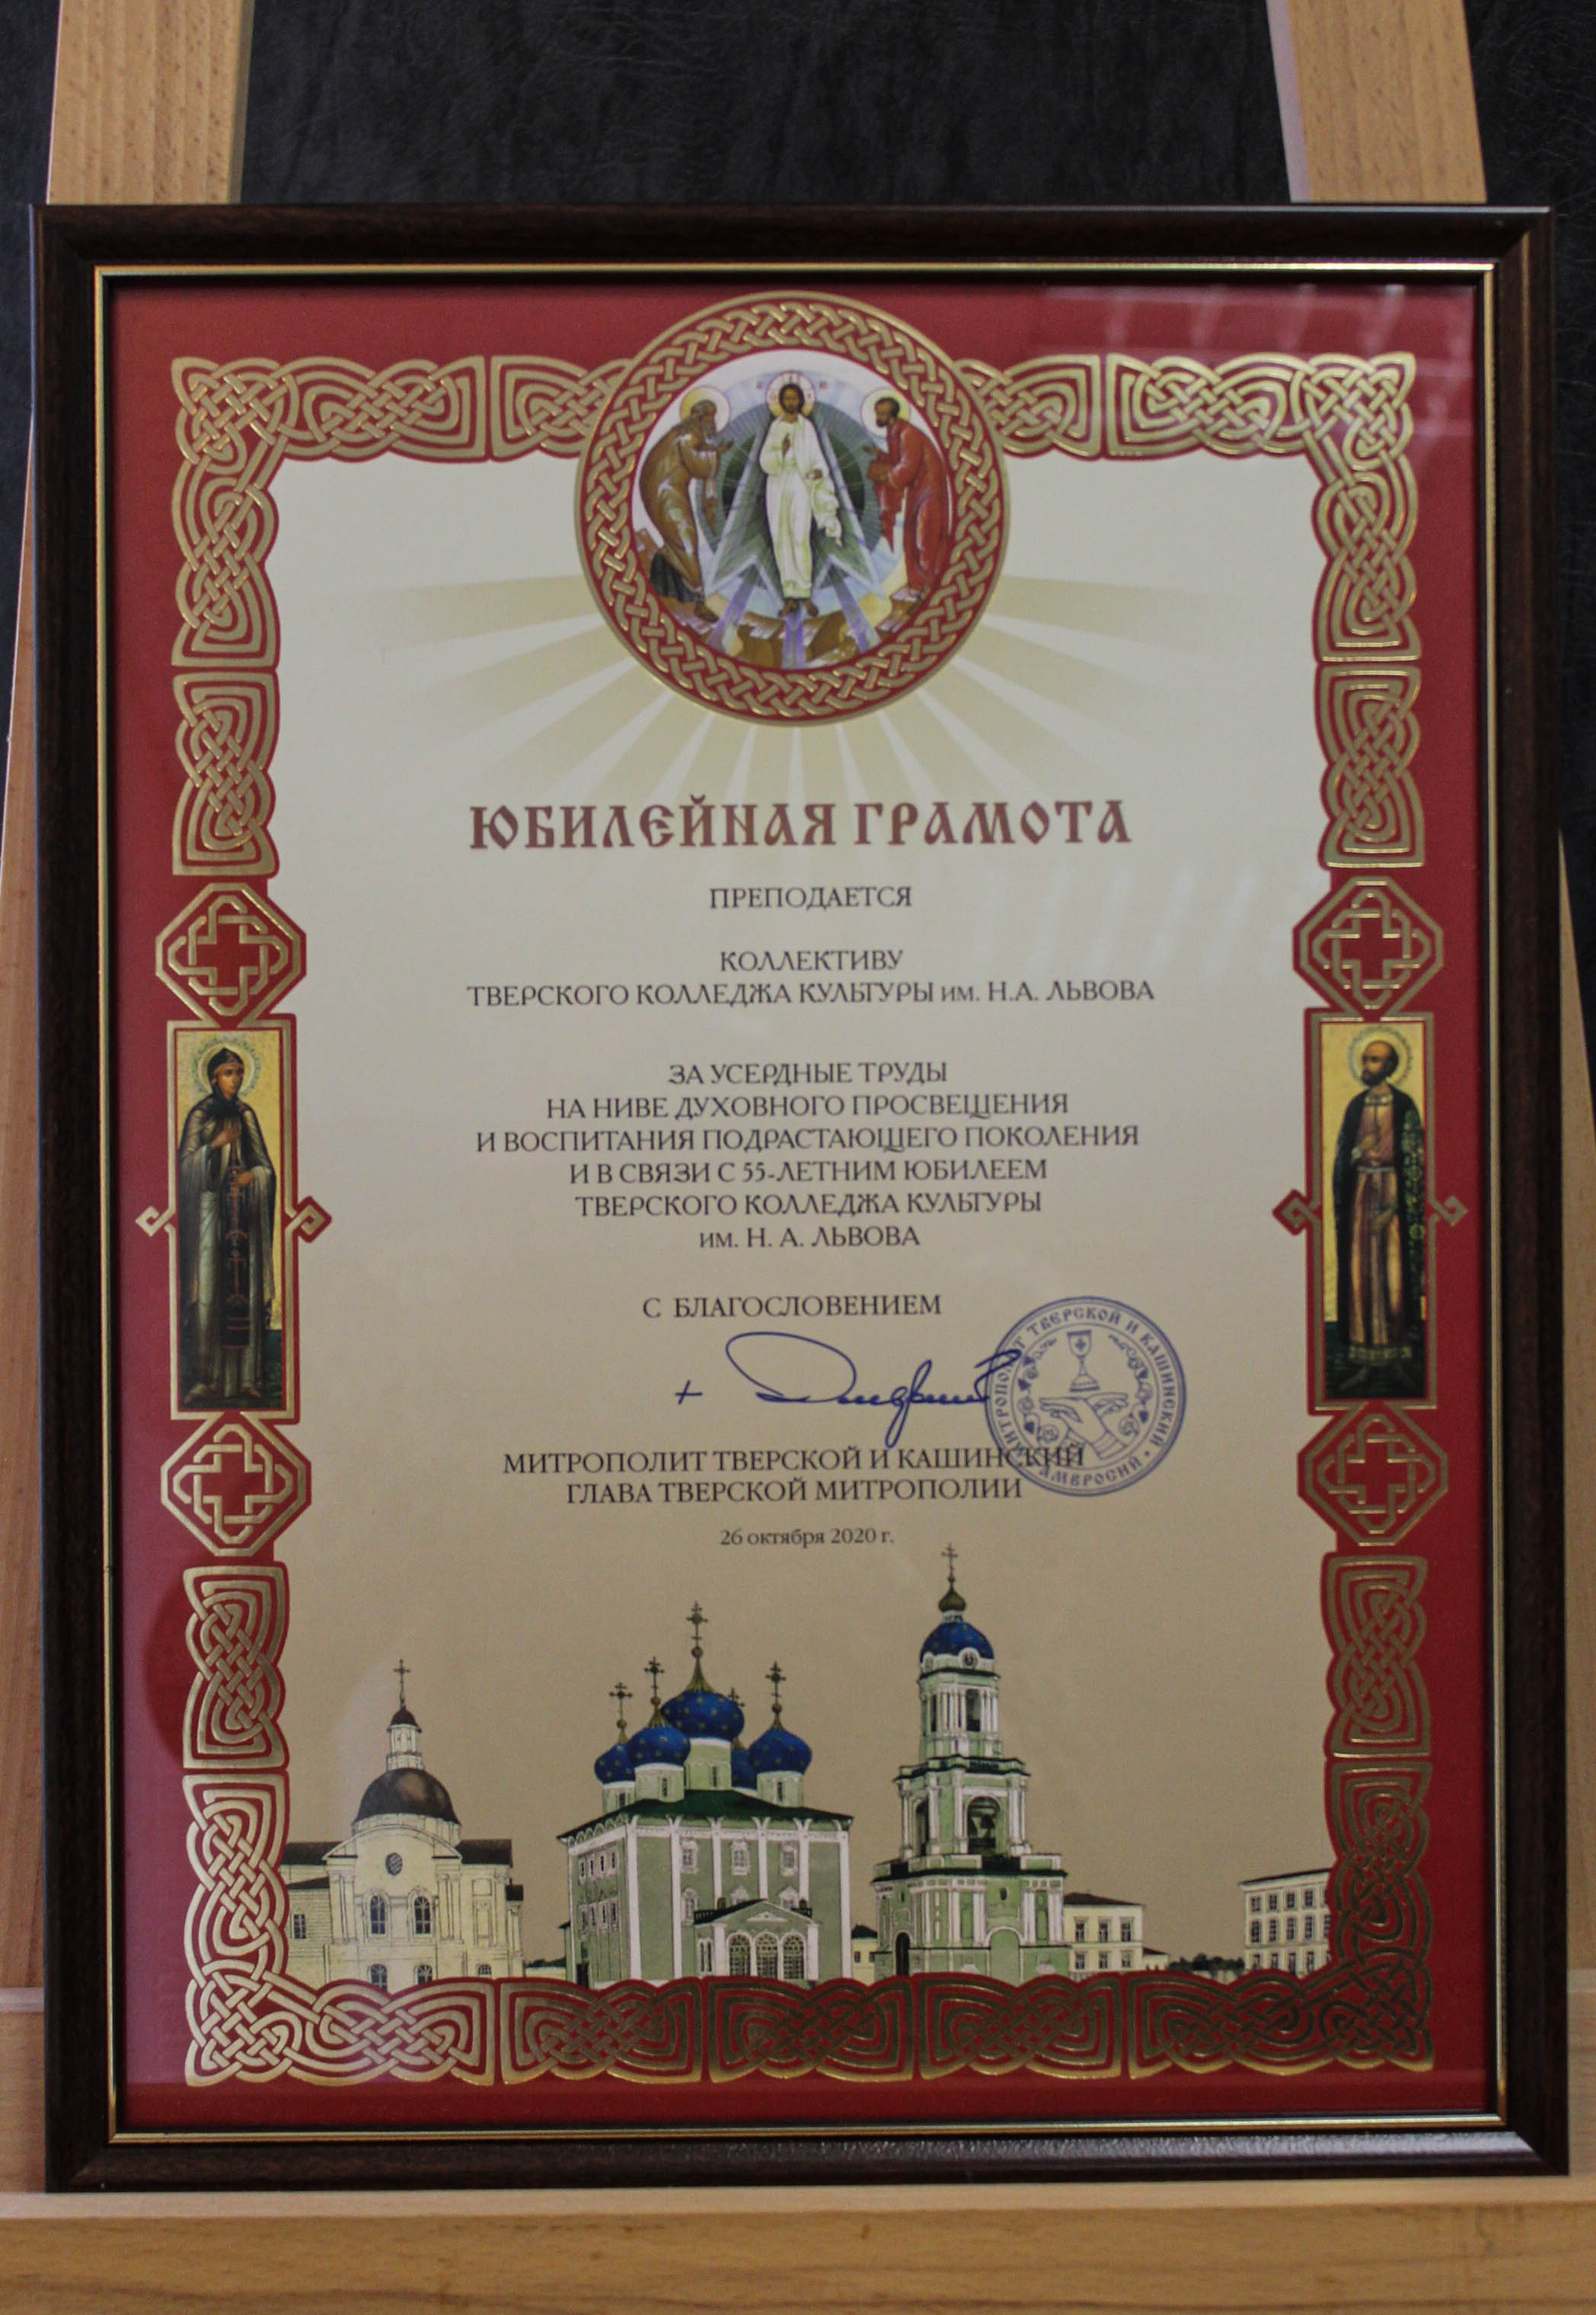 ЮБИЛЕЙНАЯ ГРАМОТА
ПРЕПОДАЕТСЯ
КОЛЛЕКТИВУ
ТВЕРСКОГО КОЛЛЕДЖА КУЛЬТУРЫ им. Н.А. ЛЬВОВА
ЗА УСЕРДНЫЕ ТРУДЫ
НА НИВЕ ДУХОВНОГО ПРОСВЕЩЕНИЯ
И ВОСПИТАНИЯ ПОДРАСТАЮЩЕГО ПОКОЛЕНИЯ
И В СВЯЗИ С 55-ЛЕТНИМ ЮБИЛЕЕМ
ТВЕРСКОГО КОЛЛЕДЖА КУЛЬТУРЫ
им. Н. А. ЛЬВОВА
С БЛАГОСЛОВЕНИЕМ
МИТРОПОЛИТ ТВЕРСКОЙ И КАШИНСКИЙ
АМВРОСИЙ
МИТРОПОЛИТ ТВЕРСКОЙ И КАШИНСКИЙ
ГЛАВА ТВЕРСКОЙ МИТРОПОЛИИ
26 октября 2020 г.